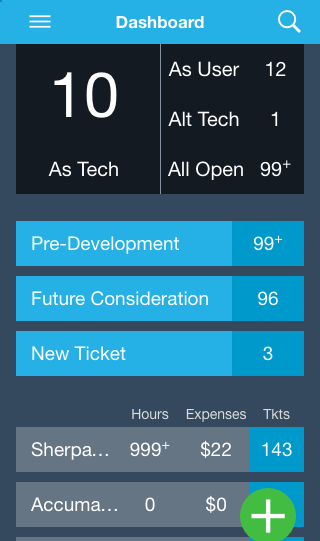 Dashboard
10
As Tech
As User 12
Alt Tech 1
All Open 99+
Pre-Development 99+
Future Consideration 96
New Ticket 3
Hours Expenses Tkts
Sherpa... 999+ $22 143
Accuma... 0 $0